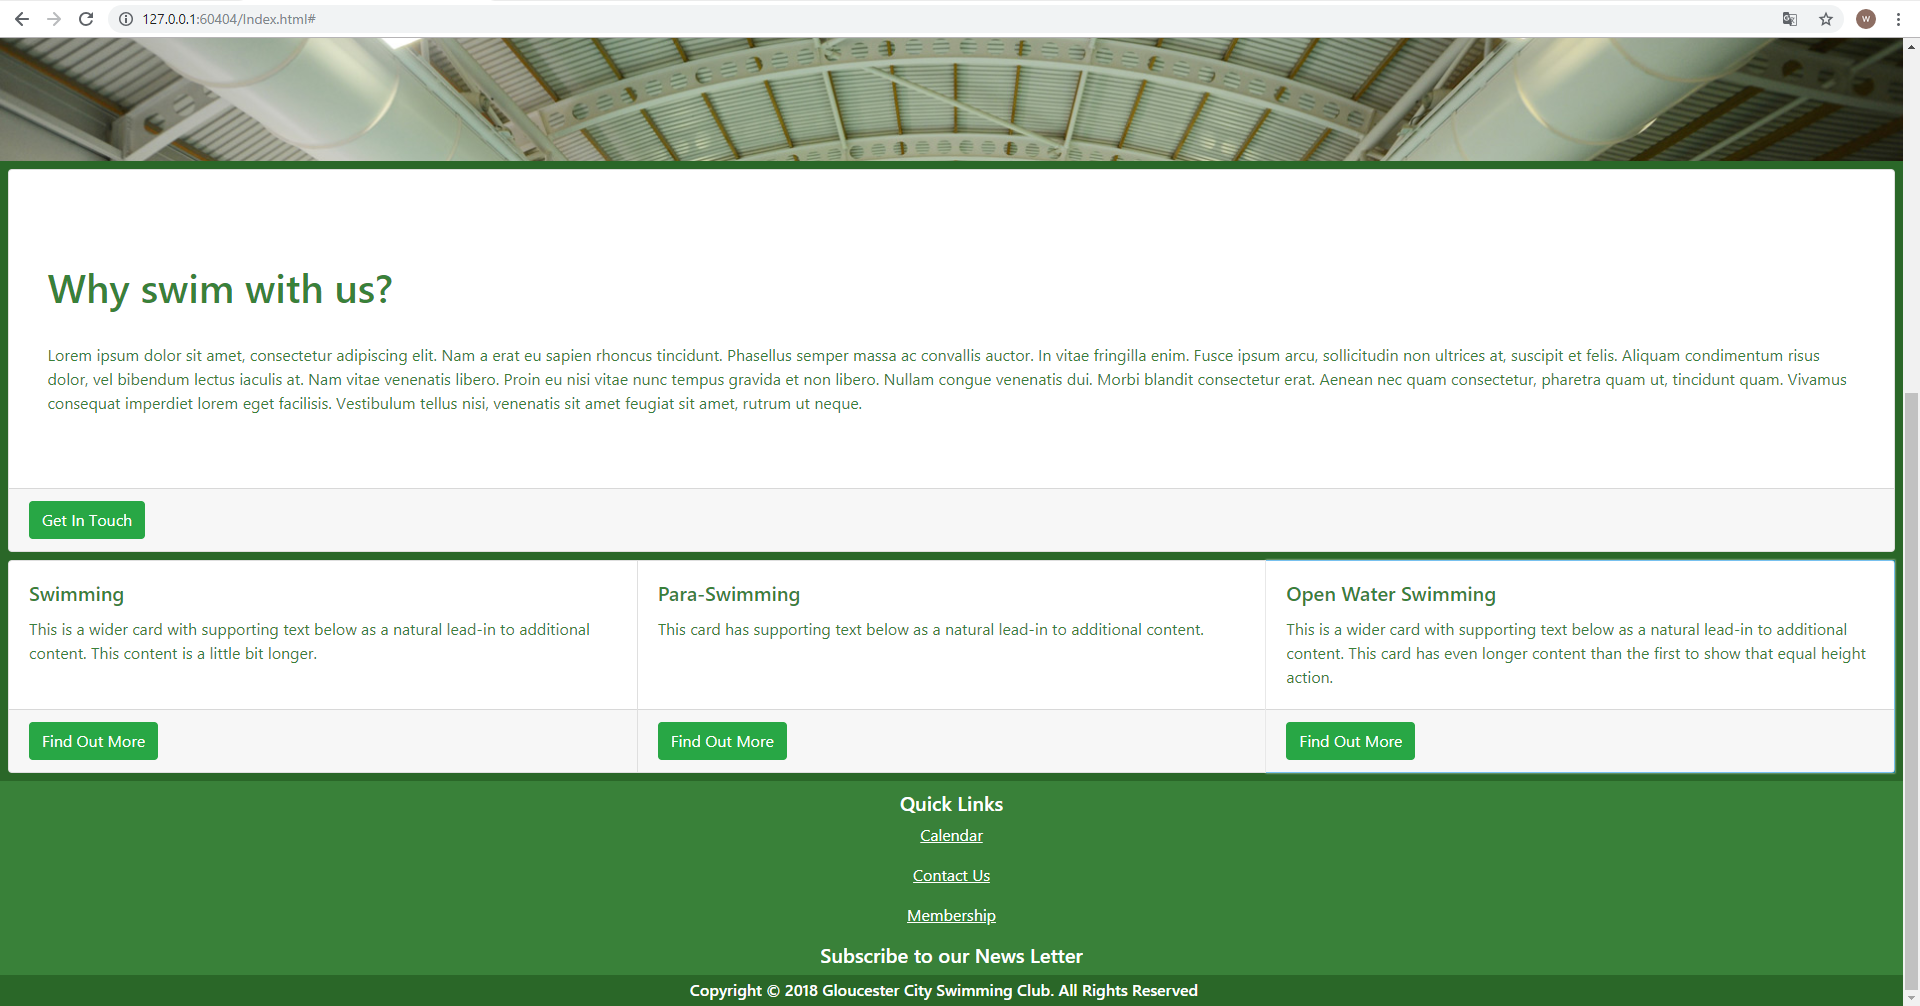 127.0.0.1:60404/Index.html#
W
Why swim with us?
Lorem ipsum dolor sit amet, consectetur adipiscing elit. Nam a erat eu sapien rhoncus tincidunt. Phasellus semper massa ac convallis auctor. In vitae fringilla enim. Fusce ipsum arcu, sollicitudin non ultrices at, suscipit et felis. Aliquam condimentum risus
dolor, vel bibendum lectus iaculis at. Nam vitae venenatis libero. Proin eu nisi vitae nunc tempus gravida et non libero. Nullam congue venenatis dui. Morbi blandit consectetur erat. Aenean nec quam consectetur, pharetra quam ut, tincidunt quam. Vivamus
consequat imperdiet lorem eget facilisis. Vestibulum tellus nisi, venenatis sit amet feugiat sit amet, rutrum ut neque.
Get In Touch
Swimming
This is a wider card with supporting text below as a natural lead-in to additional
content. This content is a little bit longer.
Find Out More
Para-Swimming
This card has supporting text below as a natural lead-in to additional content.
Find Out More
Open Water Swimming
This is a wider card with supporting text below as a natural lead-in to additional
content. This card has even longer content than the first to show that equal height
action.
Find Out More
Quick Links
Calendar
Contact Us
Membership
Subscribe to our News Letter
Copyright © 2018 Gloucester City Swimming Club. All Rights Reserved